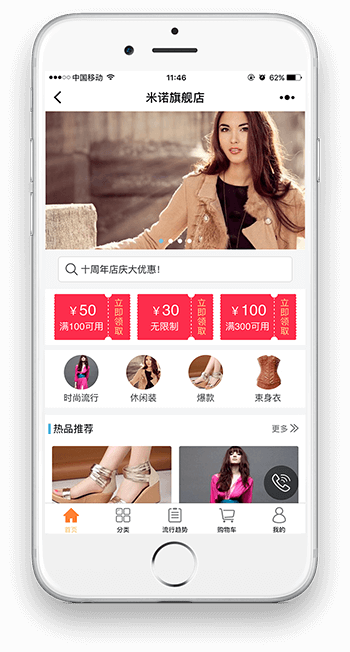 中国移动 11:46 62%
米诺旗舰店
十周年店庆大优惠！
￥50 满100可用 立即领取
￥30 无限制 立即领取
￥100 满300可用 立即领取
时尚流行 休闲装 爆款 束身衣
热品推荐 更多
首页 分类 流行趋势 购物车 我的